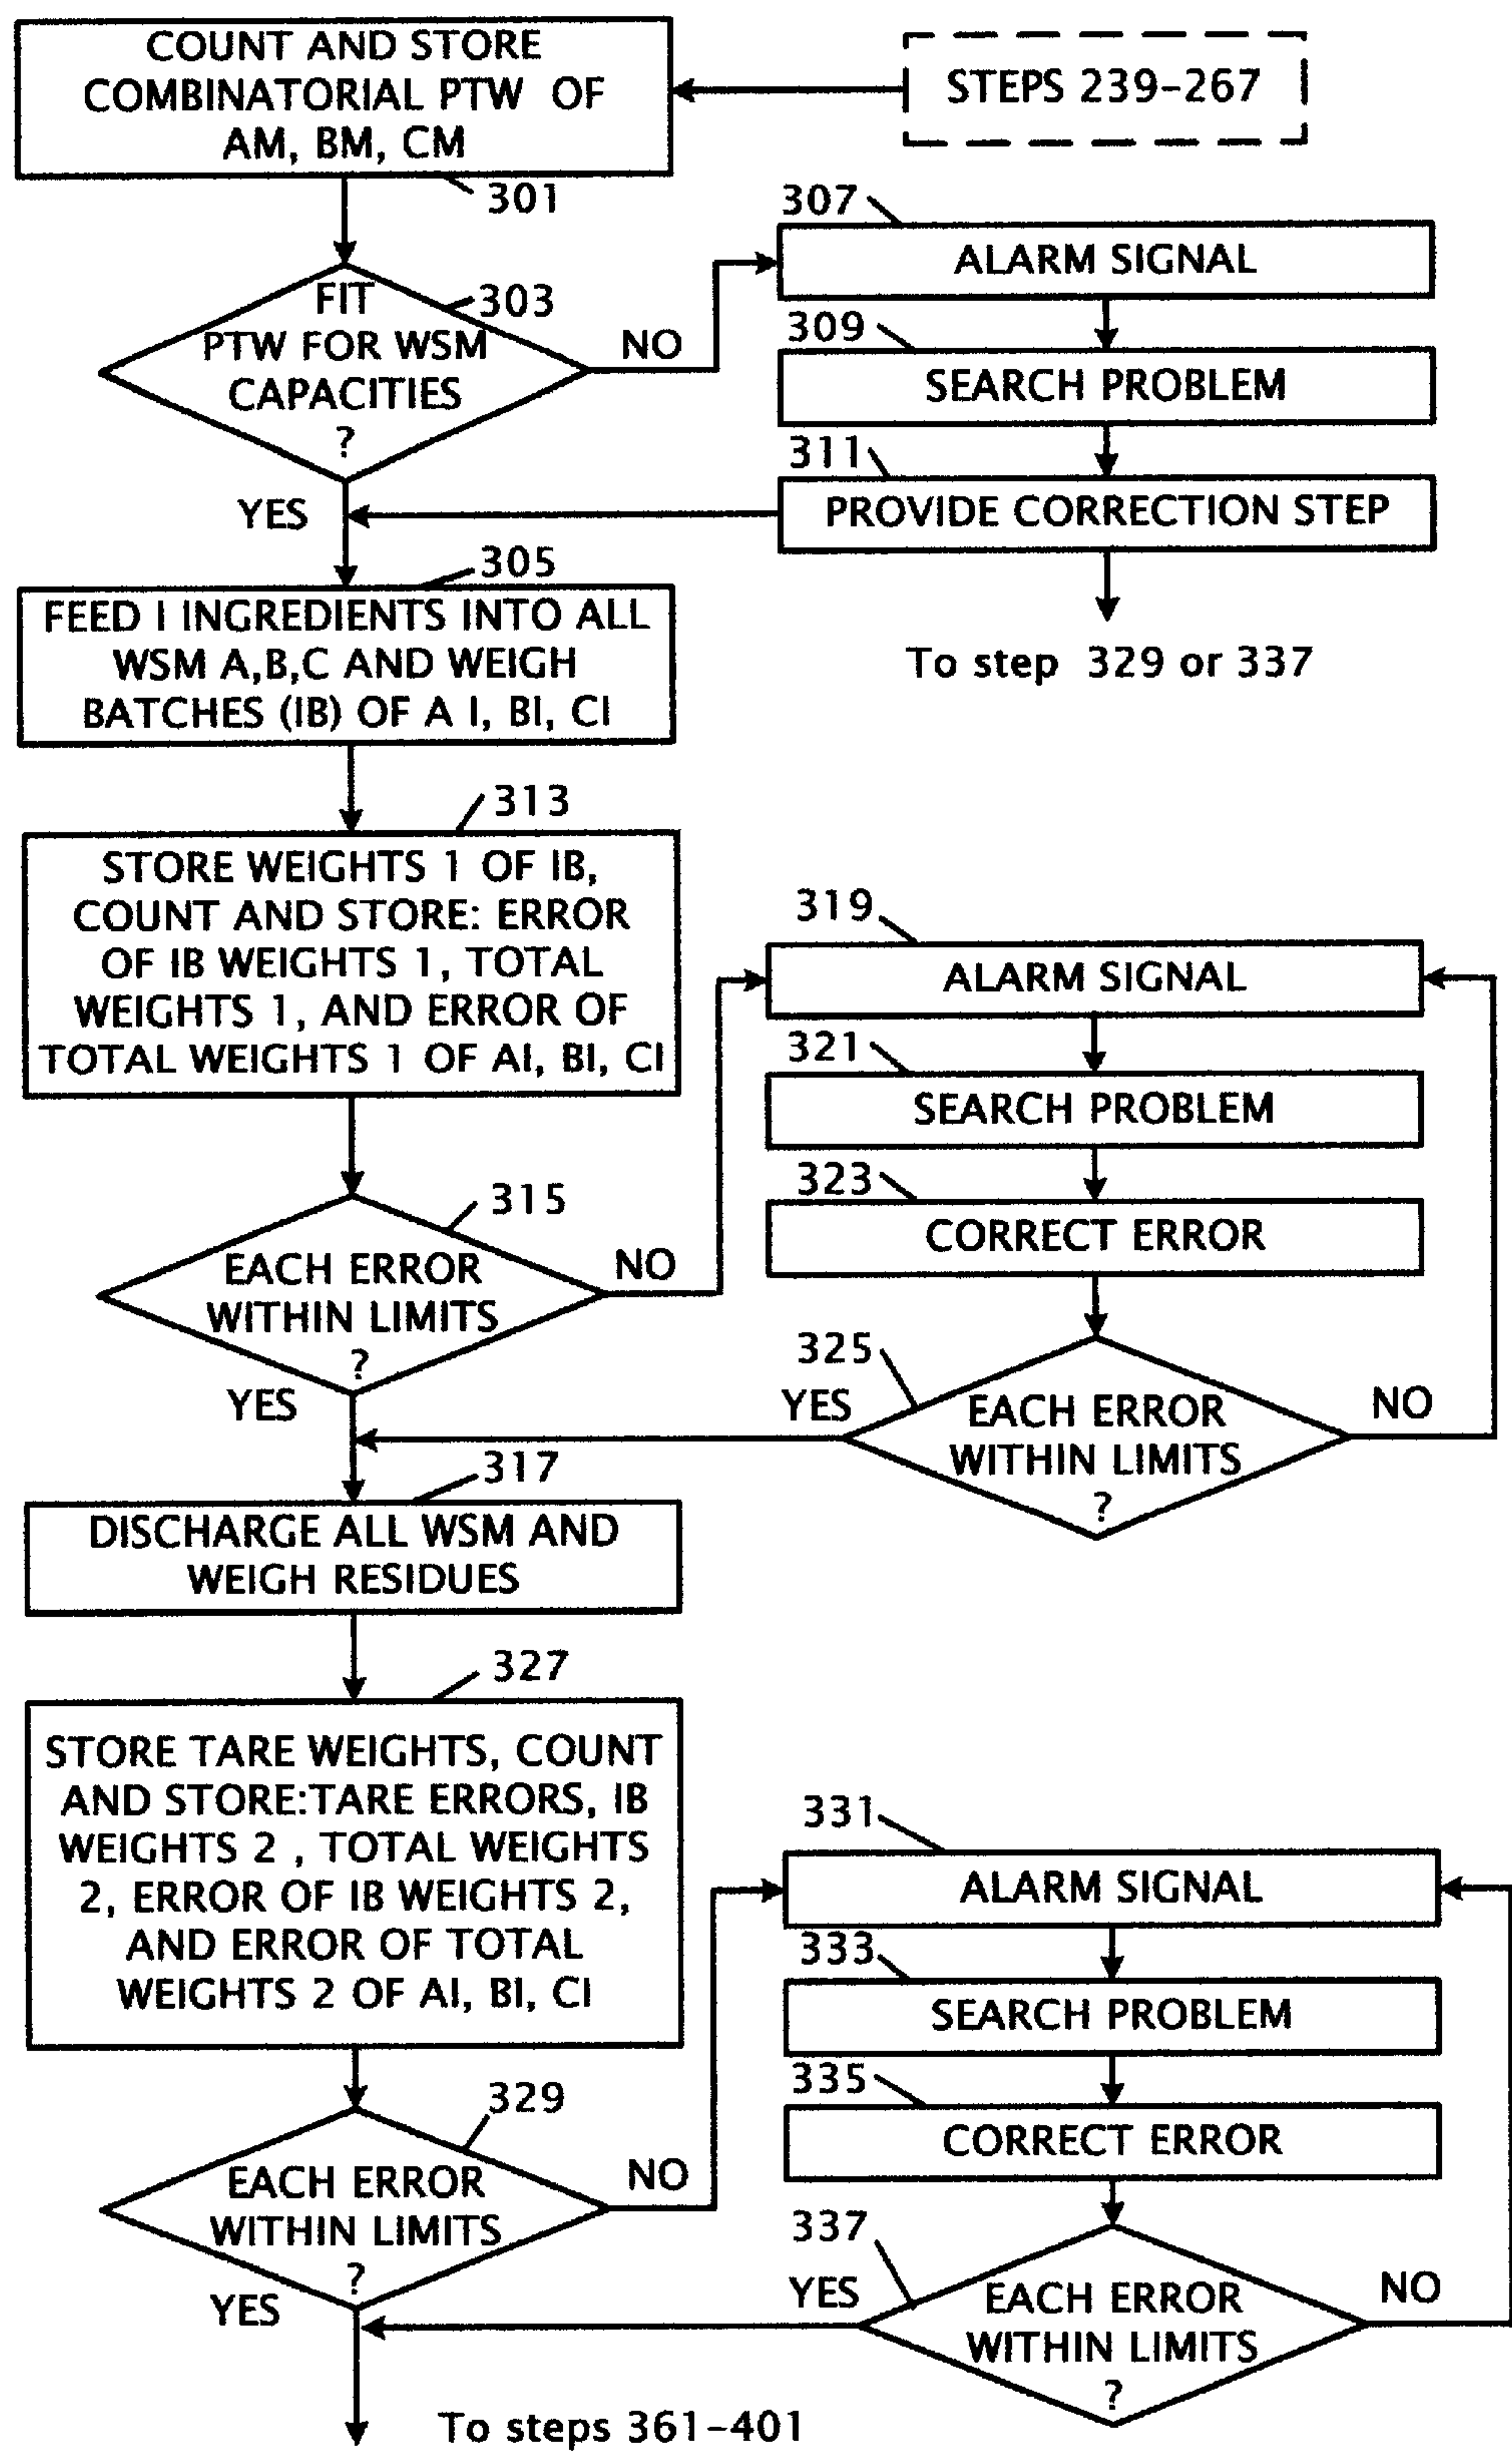 COUNT AND STORE
COMBINATORIAL PTW OF
AM, BM, CM
301
STEPS 239-267
FIT
PTW FOR WSM
CAPACITIES
?
303
NO
YES
307
ALARM SIGNAL
309
SEARCH PROBLEM
311
PROVIDE CORRECTION STEP
To step 329 or 337
305
FEED I INGREDIENTS INTO ALL
WSM A,B,C AND WEIGH
BATCHES (IB) OF A I, BI, CI
313
STORE WEIGHTS 1 OF IB,
COUNT AND STORE: ERROR
OF IB WEIGHTS 1, TOTAL
WEIGHTS 1, AND ERROR OF
TOTAL WEIGHTS 1 OF AI, BI, CI
315
EACH ERROR
WITHIN LIMITS
?
NO
YES
319
ALARM SIGNAL
321
SEARCH PROBLEM
323
CORRECT ERROR
325
EACH ERROR
WITHIN LIMITS
?
YES
NO
317
DISCHARGE ALL WSM AND
WEIGH RESIDUES
327
STORE TARE WEIGHTS, COUNT
AND STORE:TARE ERRORS, IB
WEIGHTS 2 , TOTAL WEIGHTS
2, ERROR OF IB WEIGHTS 2,
AND ERROR OF TOTAL
WEIGHTS 2 OF AI, BI, CI
329
EACH ERROR
WITHIN LIMITS
?
NO
YES
331
ALARM SIGNAL
333
SEARCH PROBLEM
335
CORRECT ERROR
337
EACH ERROR
WITHIN LIMITS
?
YES
NO
To steps 361-401